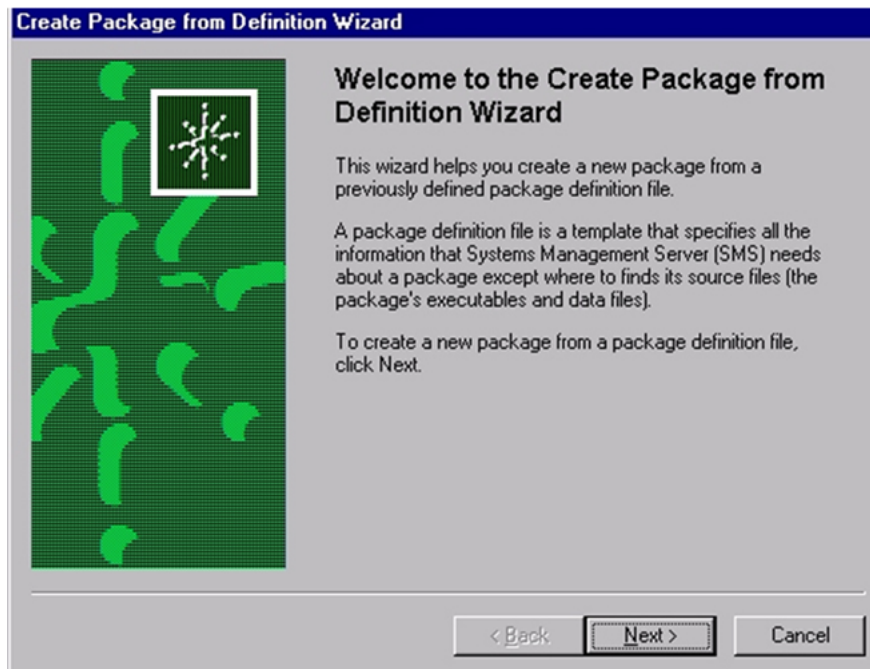 Create Package from Definition Wizard
Welcome to the Create Package from
Definition Wizard
This wizard helps you create a new package from a
previously defined package definition file.
A package definition file is a template that specifies all the
information that Systems Management Server (SMS) needs
about a package except where to finds its source files (the
package's executables and data files).
To create a new package from a package definition file,
click Next.
< Back
Next >
Cancel